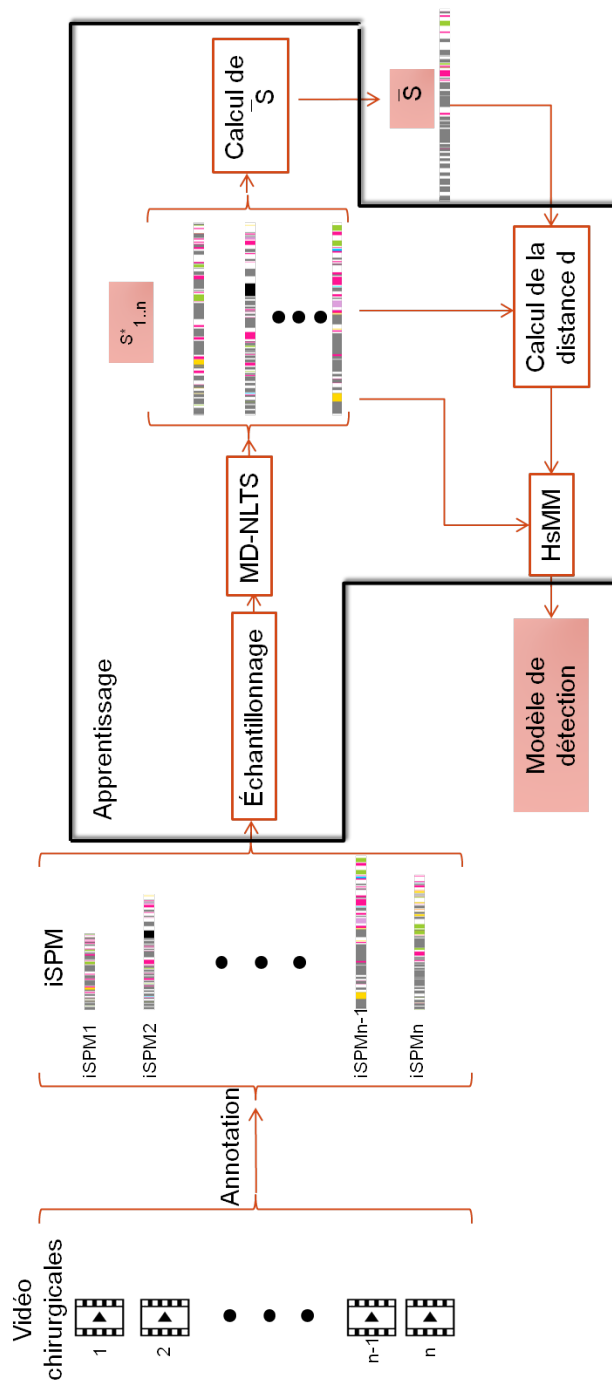 Vidéo
chirurgicales
1
2
n-1
n
Annotation
iSPM
iSPM1
iSPM2
iSPMn-1
iSPMn
Apprentissage
Échantillonnage
MD-NLTS
S*
1..n
Calcul de
S̅
S̅
Calcul de la
distance d
HsMM
Modèle de
détection